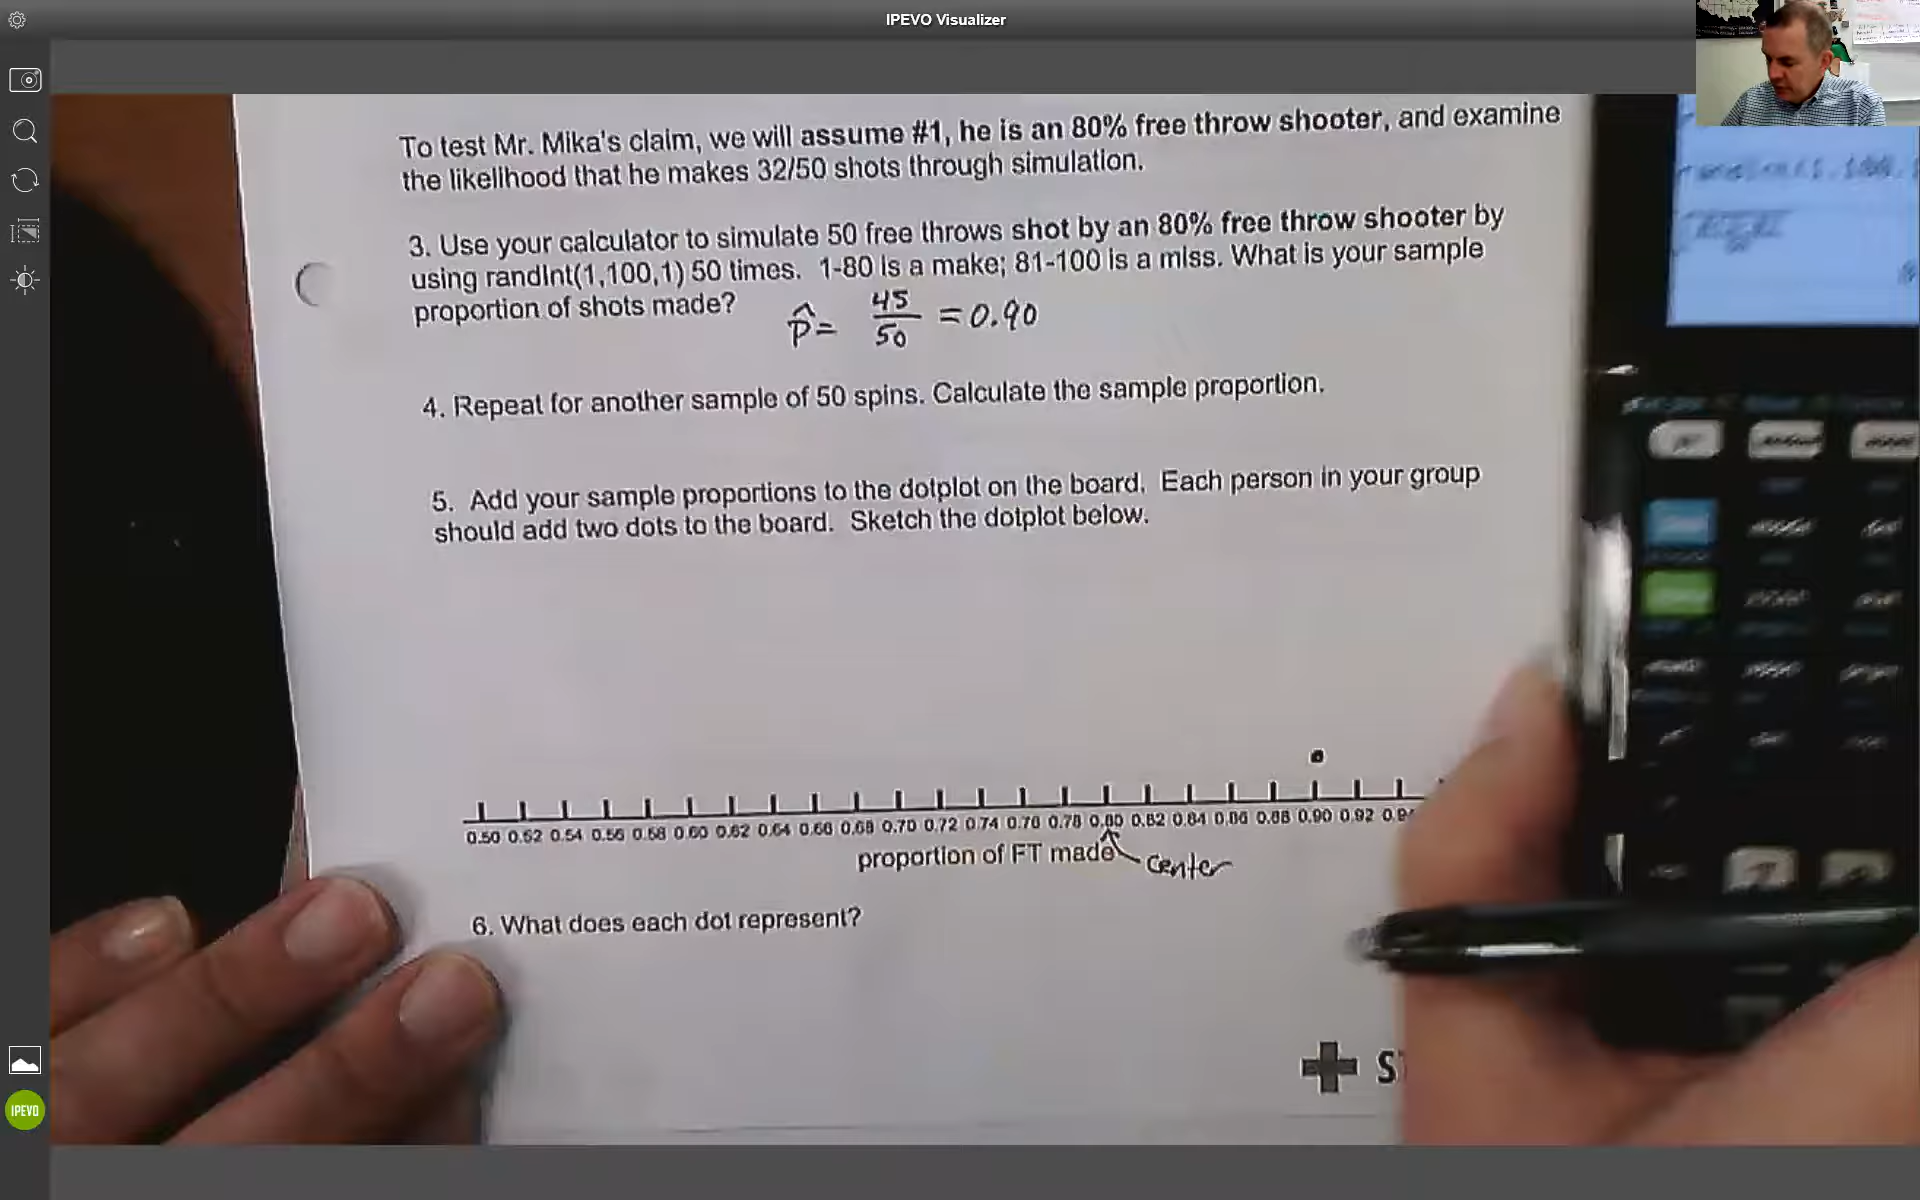 IPEVO Visualizer
To test Mr. Mika's claim, we will assume #1, he is an 80% free throw shooter, and examine
the likelihood that he makes 32/50 shots through simulation.
3. Use your calculator to simulate 50 free throws shot by an 80% free throw shooter by
using randInt(1,100,1) 50 times. 1-80 is a make; 81-100 is a miss. What is your sample
proportion of shots made?
p̂ = 45/50 = 0.90
4. Repeat for another sample of 50 spins. Calculate the sample proportion.
5. Add your sample proportions to the dotplot on the board. Each person in your group
should add two dots to the board. Sketch the dotplot below.
0.50 0.52 0.54 0.56 0.58 0.60 0.62 0.64 0.66 0.68 0.70 0.72 0.74 0.76 0.78 0.80 0.82 0.84 0.86 0.88 0.90 0.92
proportion of FT made
center
6. What does each dot represent?
IPEVO